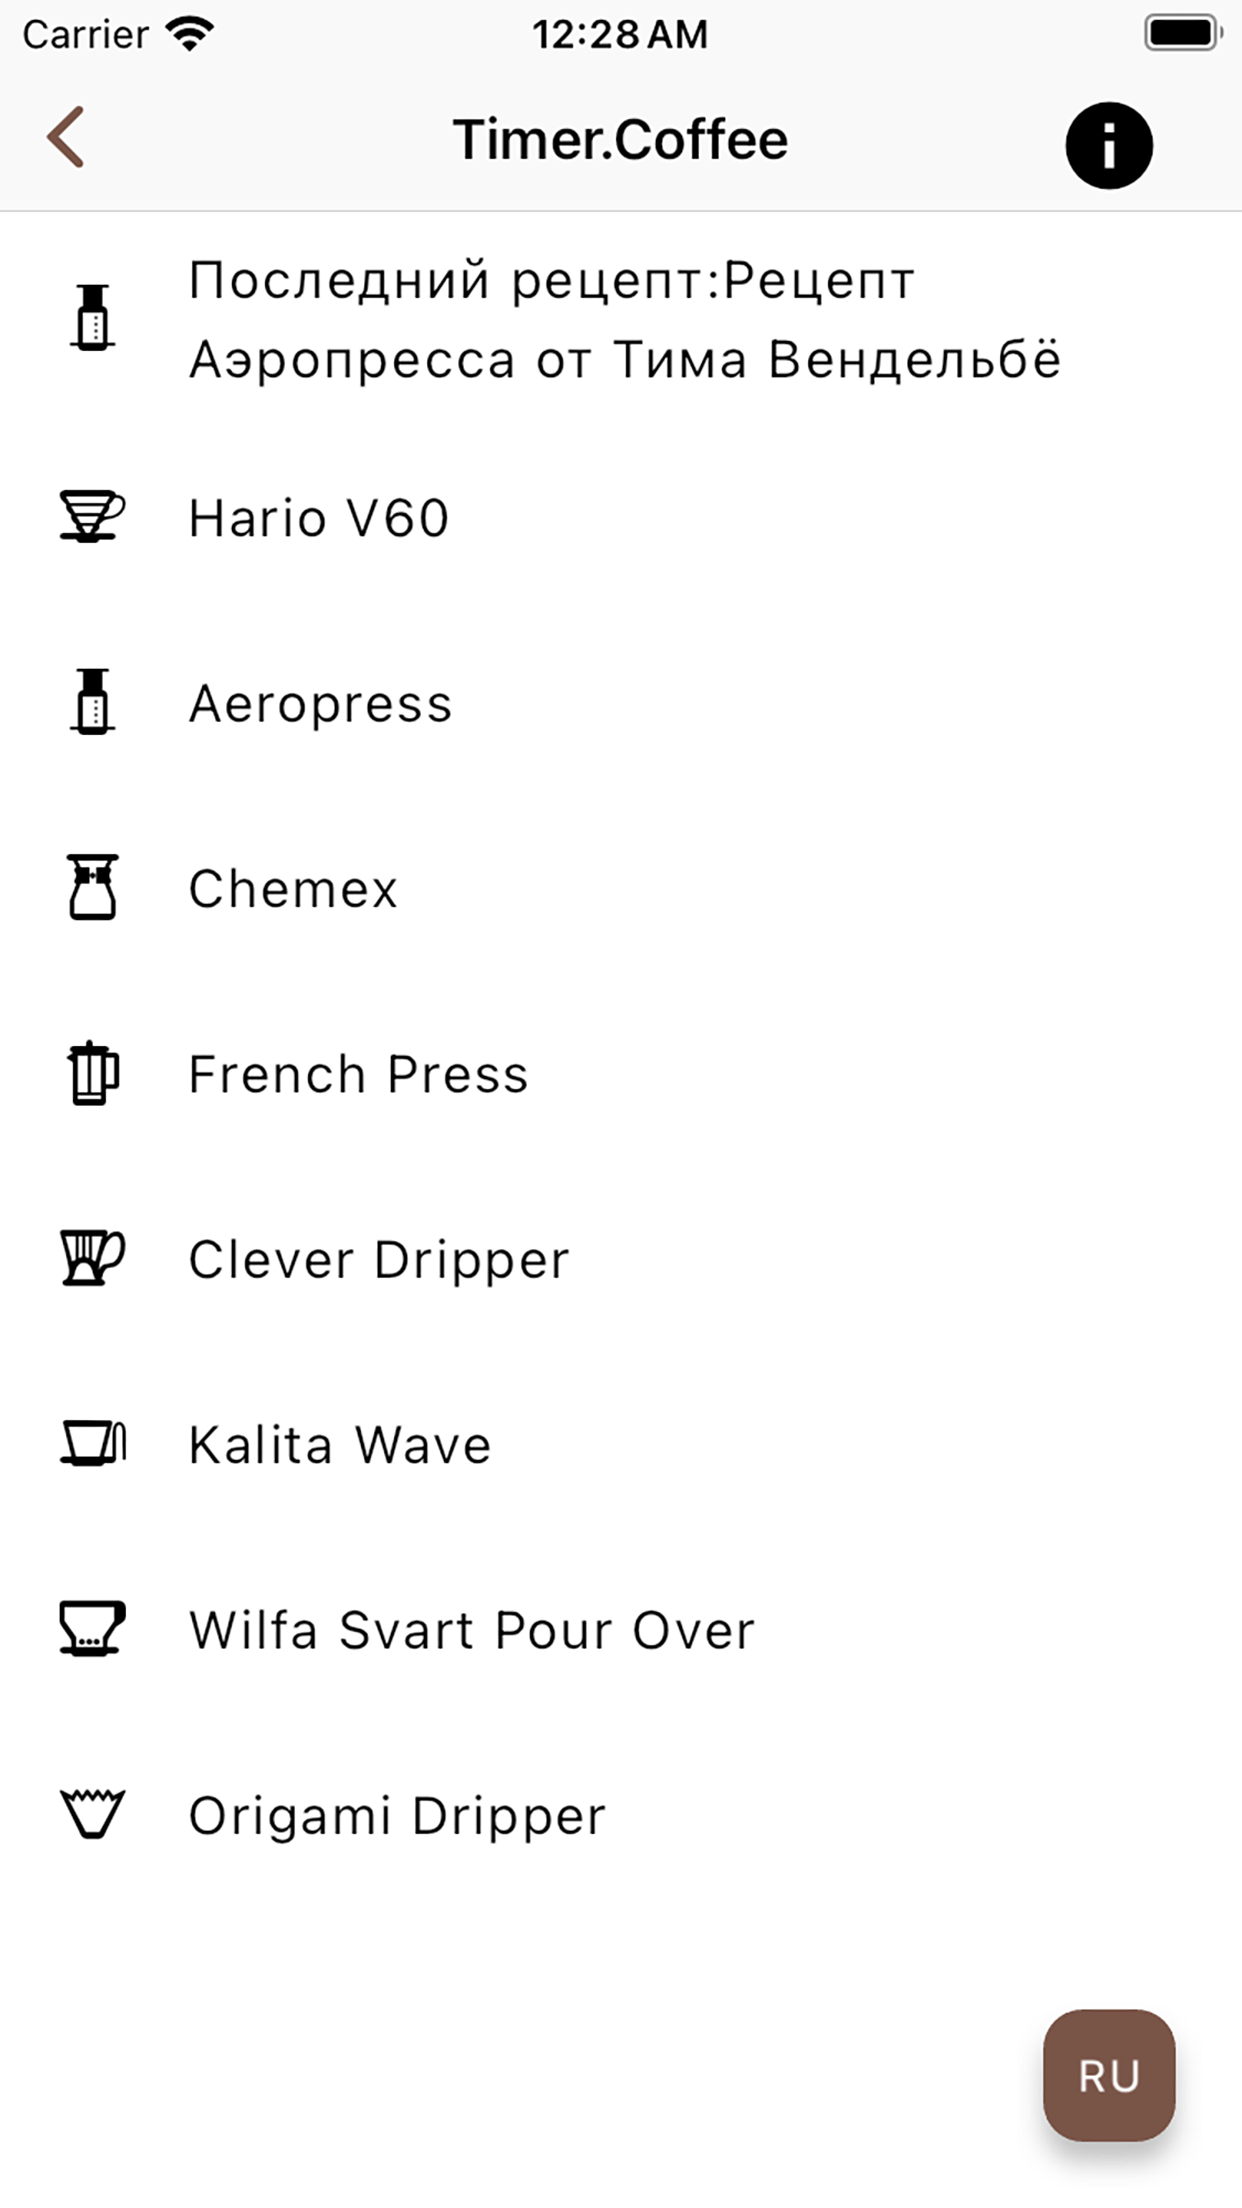 Carrier 12:28 AM
Timer.Coffee
Последний рецепт:Рецепт
Аэропресса от Тима Вендельбё
Hario V60
Aeropress
Chemex
French Press
Clever Dripper
Kalita Wave
Wilfa Svart Pour Over
Origami Dripper
RU